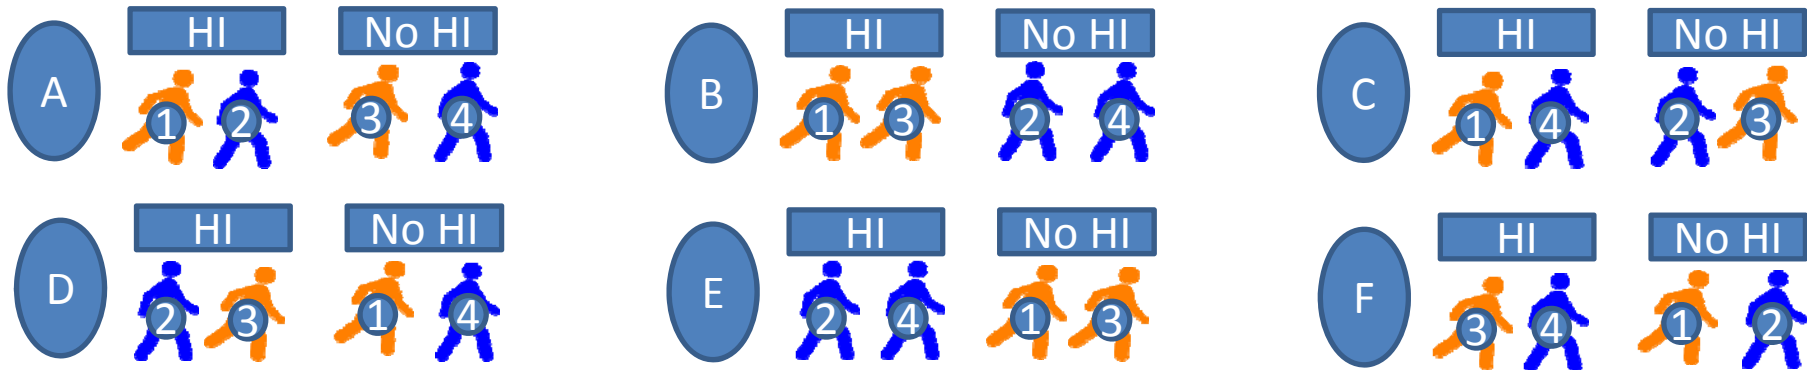 A HI No HI
1 2 3 4
B HI No HI
1 3 2 4
C HI No HI
1 4 2 3
D HI No HI
2 3 1 4
E HI No HI
2 4 1 3
F HI No HI
3 4 1 2